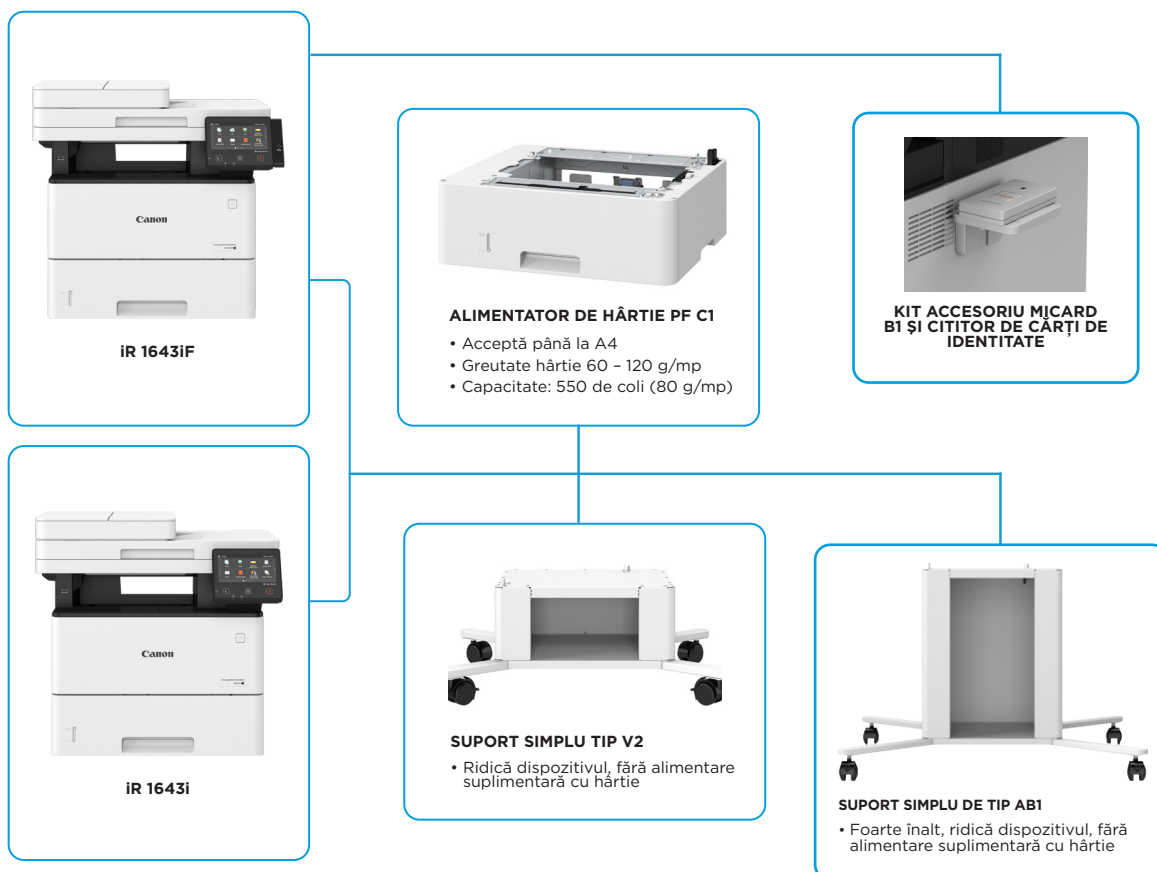 Canon
iR 1643iF
ALIMENTATOR DE HÂRTIE PF C1
• Acceptă până la A4
• Greutate hârtie 60 – 120 g/mp
• Capacitate: 550 de coli (80 g/mp)
KIT ACCESORIU MICARD
B1 ȘI CITITOR DE CĂRȚI DE
IDENTITATE
Canon
iR 1643i
SUPORT SIMPLU TIP V2
• Ridică dispozitivul, fără alimentare
suplimentară cu hârtie
SUPORT SIMPLU DE TIP AB1
• Foarte înalt, ridică dispozitivul, fără
alimentare suplimentară cu hârtie